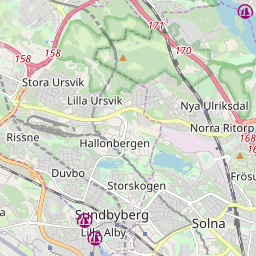 171
158
158
170
Stora Ursvik
Lilla Ursvik
Nya Ulriksdal
Norra Ritorp
Rissne
Hallonbergen
168
Duvbo
Storskogen
Frösu
Sundbyberg
Solna
Lilla Alby